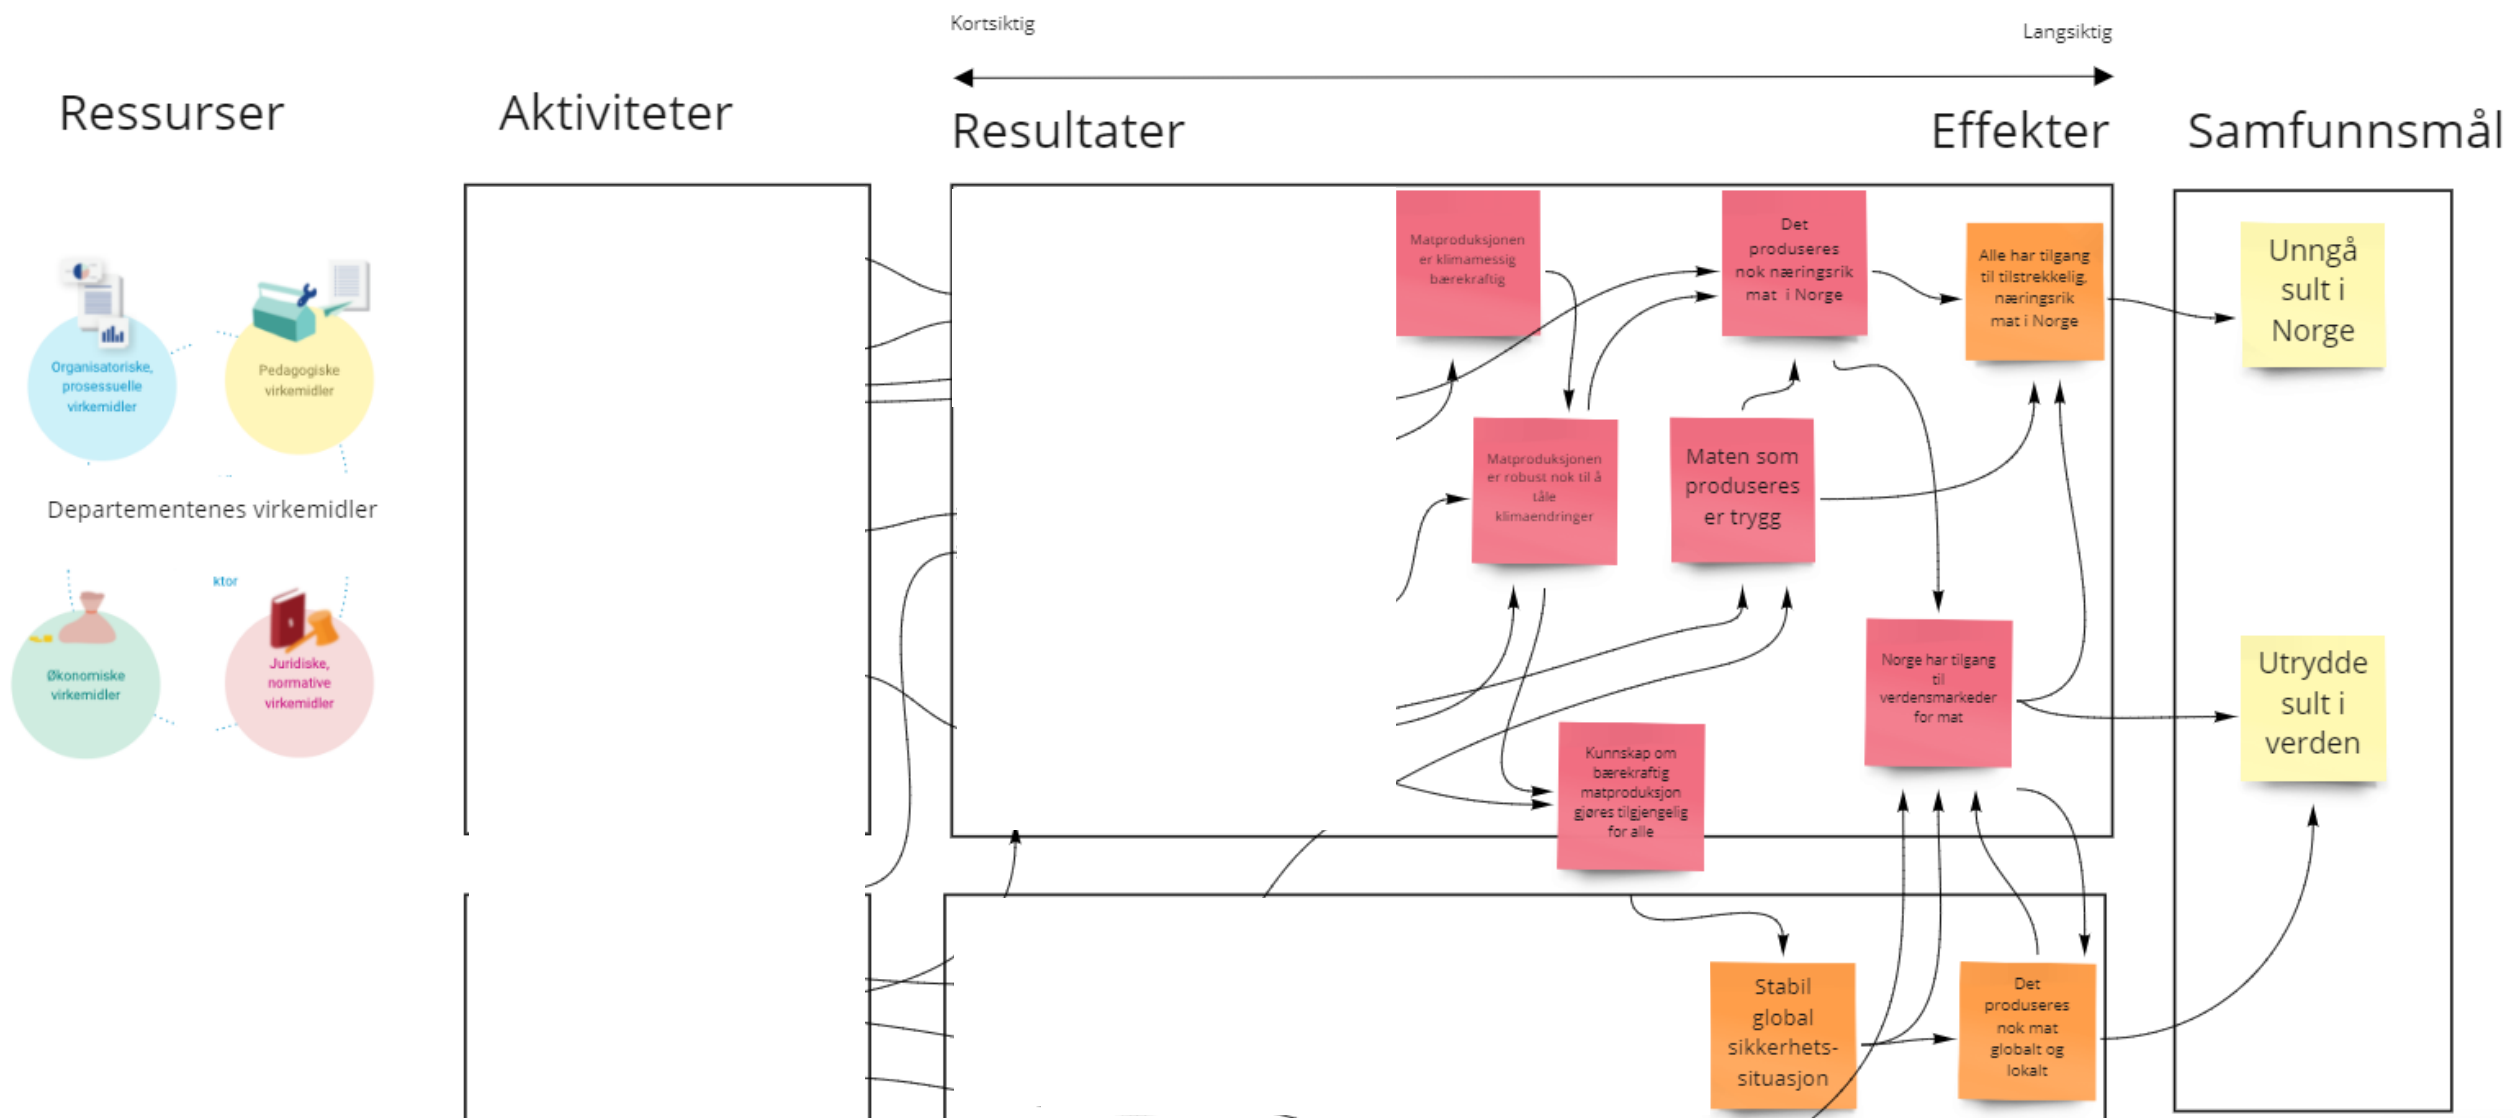 Kortsiktig
Langsiktig
Ressurser
Aktiviteter
Resultater
Effekter
Samfunnsmål
Organisatoriske,
prosessuelle
virkemidler
Pedagogiske
virkemidler
Departementenes virkemidler
ktor
Økonomiske
virkemidler
Juridiske,
normative
virkemidler
Matproduksjonen
er klimamessig
bærekraftig
Det
produseres
nok næringsrik
mat i Norge
Alle har tilgang
til tilstrekkelig,
næringsrik
mat i Norge
Unngå
sult i
Norge
Matproduksjonen
er robust nok til å
tåle
klimaendringer
Maten som
produseres
er trygg
Norge har tilgang
til
verdensmarkeder
for mat
Utrydde
sult i
verden
Kunnskap om
bærekraftig
matproduksjon
gjøres tilgjengelig
for alle
Stabil
global
sikkerhets-
situasjon
Det
produseres
nok mat
globalt og
lokalt